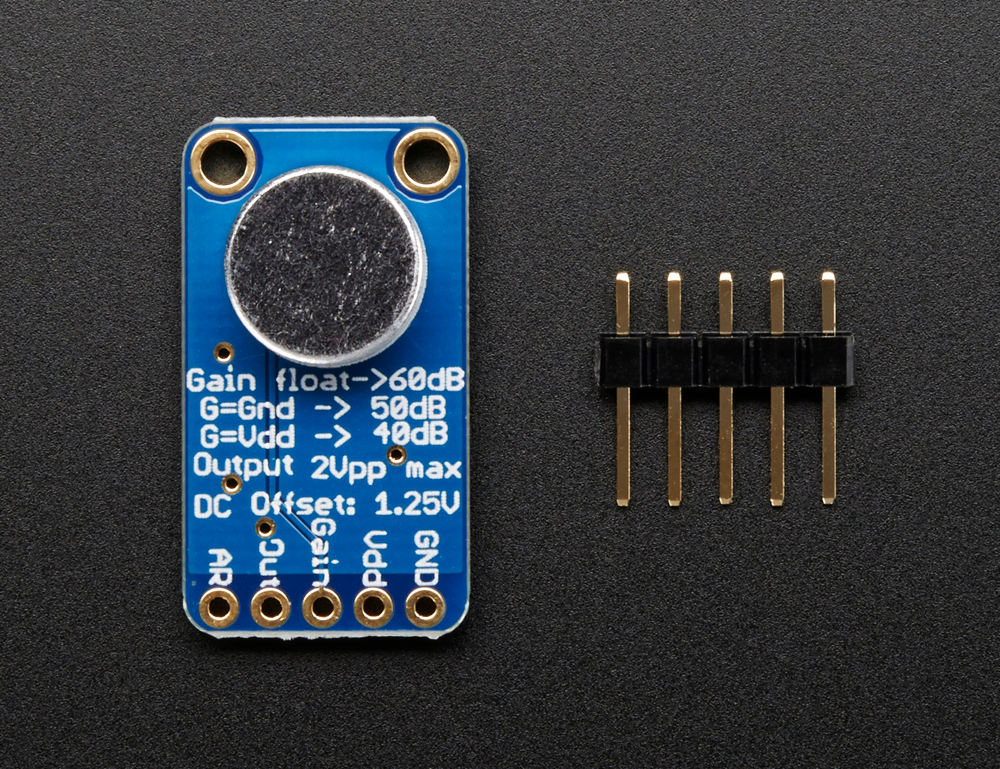 Gain float->60dB
G=Gnd -> 50dB
G=Vdd -> 40dB
Output 2Vpp max
DC Offset: 1.25V
AR Out Gain Vdd GND